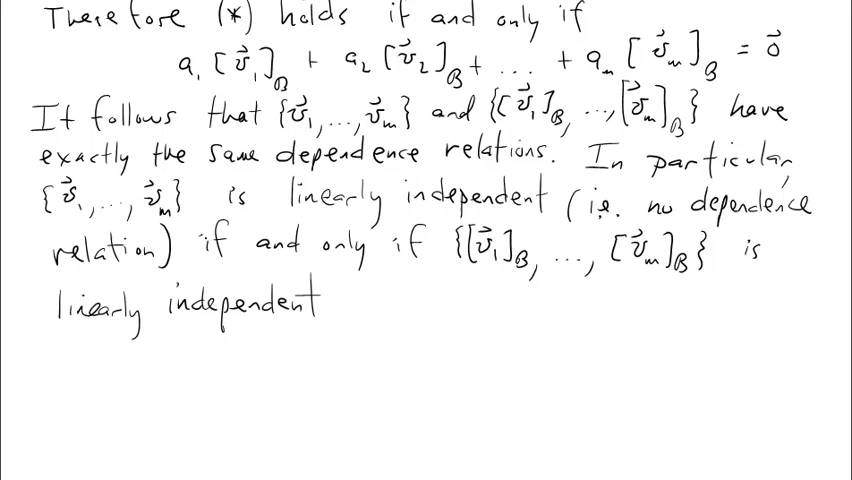 Therefore (*) holds if and only if
a₁[v⃗₁]_B + a₂[v⃗₂]_B + ... + aₘ[v⃗ₘ]_B = 0⃗
It follows that {v⃗₁,...,v⃗ₘ} and {[v⃗₁]_B, ..., [v⃗ₘ]_B} have
exactly the same dependence relations. In particular,
{v⃗₁,...,v⃗ₘ} is linearly independent (i.e. no dependence
relation) if and only if {[v⃗₁]_B, ..., [v⃗ₘ]_B} is
linearly independent